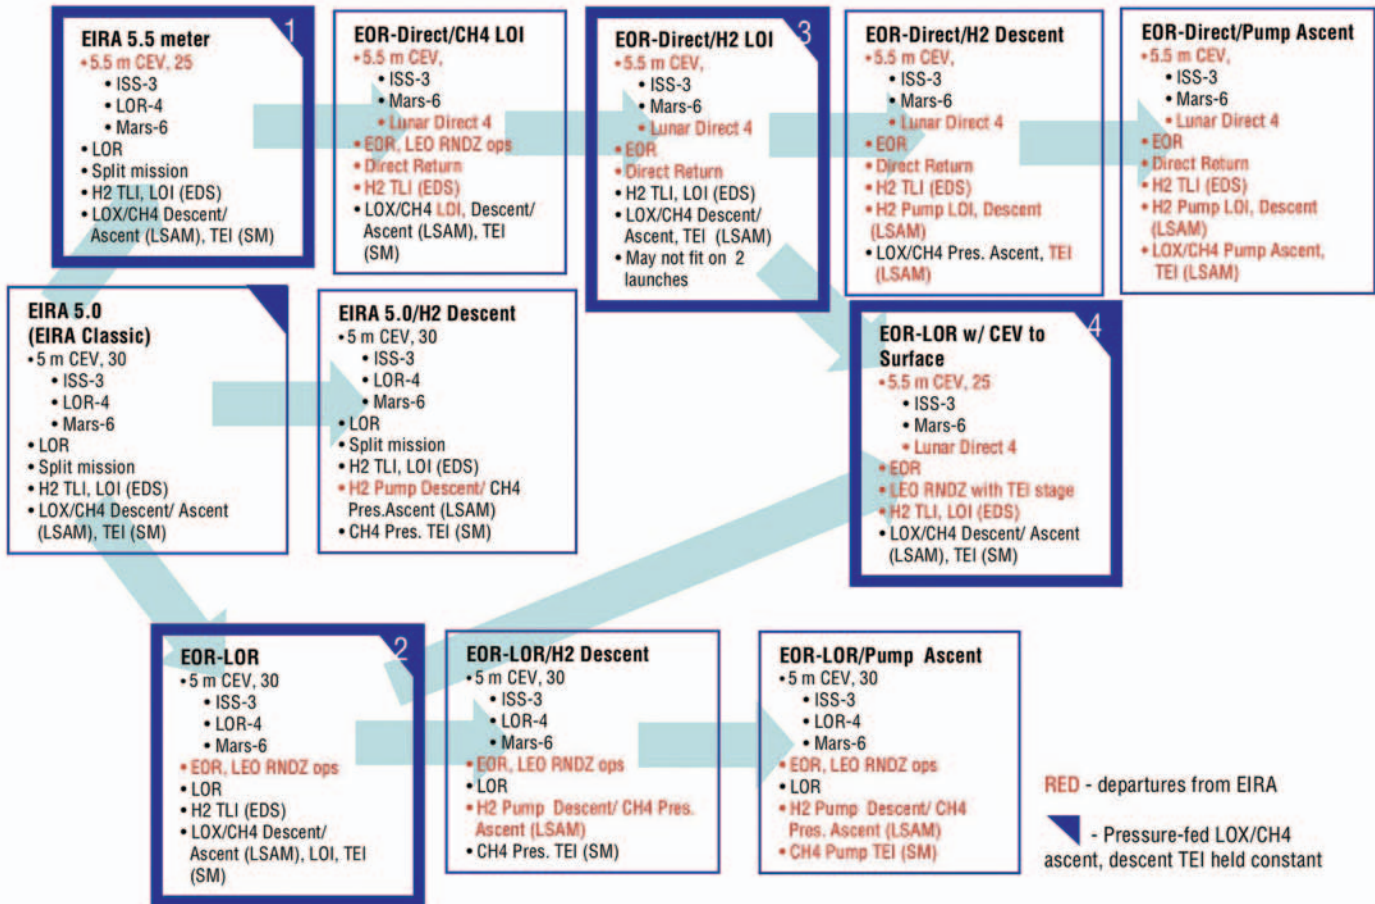 EIRA 5.5 meter
1
• 5.5 m CEV, 25
• ISS-3
• LOR-4
• Mars-6
• LOR
• Split mission
• H2 TLI, LOI (EDS)
• LOX/CH4 Descent/
Ascent (LSAM), TEI (SM)
EOR-Direct/CH4 LOI
• 5.5 m CEV,
• ISS-3
• Mars-6
• Lunar Direct 4
• EOR, LEO RNDZ ops
• Direct Return
• H2 TLI (EDS)
• LOX/CH4 LOI, Descent/
Ascent (LSAM), TEI
(SM)
EOR-Direct/H2 LOI
3
• 5.5 m CEV,
• ISS-3
• Mars-6
• Lunar Direct 4
• EOR
• Direct Return
• H2 TLI, LOI (EDS)
• LOX/CH4 Descent/
Ascent, TEI (LSAM)
• May not fit on 2
launches
EOR-Direct/H2 Descent
• 5.5 m CEV,
• ISS-3
• Mars-6
• Lunar Direct 4
• EOR
• Direct Return
• H2 TLI (EDS)
• H2 Pump LOI, Descent
(LSAM)
• LOX/CH4 Pres. Ascent, TEI
(LSAM)
EOR-Direct/Pump Ascent
• 5.5 m CEV,
• ISS-3
• Mars-6
• Lunar Direct 4
• EOR
• Direct Return
• H2 TLI (EDS)
• H2 Pump LOI, Descent
(LSAM)
• LOX/CH4 Pump Ascent,
TEI (LSAM)
EIRA 5.0
(EIRA Classic)
• 5 m CEV, 30
• ISS-3
• LOR-4
• Mars-6
• LOR
• Split mission
• H2 TLI, LOI (EDS)
• LOX/CH4 Descent/ Ascent
(LSAM), TEI (SM)
EIRA 5.0/H2 Descent
• 5 m CEV, 30
• ISS-3
• LOR-4
• Mars-6
• LOR
• Split mission
• H2 TLI, LOI (EDS)
• H2 Pump Descent/ CH4
Pres.Ascent (LSAM)
• CH4 Pres. TEI (SM)
EOR-LOR w/ CEV to
Surface
4
• 5.5 m CEV, 25
• ISS-3
• Mars-6
• Lunar Direct 4
• EOR
• LEO RNDZ with TEI stage
• H2 TLI, LOI (EDS)
• LOX/CH4 Descent/ Ascent
(LSAM), TEI (SM)
EOR-LOR
2
• 5 m CEV, 30
• ISS-3
• LOR-4
• Mars-6
• EOR, LEO RNDZ ops
• LOR
• H2 TLI (EDS)
• LOX/CH4 Descent/
Ascent (LSAM), LOI, TEI
(SM)
EOR-LOR/H2 Descent
• 5 m CEV, 30
• ISS-3
• LOR-4
• Mars-6
• EOR, LEO RNDZ ops
• LOR
• H2 Pump Descent/ CH4 Pres.
Ascent (LSAM)
• CH4 Pres. TEI (SM)
EOR-LOR/Pump Ascent
• 5 m CEV, 30
• ISS-3
• LOR-4
• Mars-6
• EOR, LEO RNDZ ops
• LOR
• H2 Pump Descent/ CH4
Pres. Ascent (LSAM)
• CH4 Pump TEI (SM)
RED - departures from EIRA
- Pressure-fed LOX/CH4
ascent, descent TEI held constant